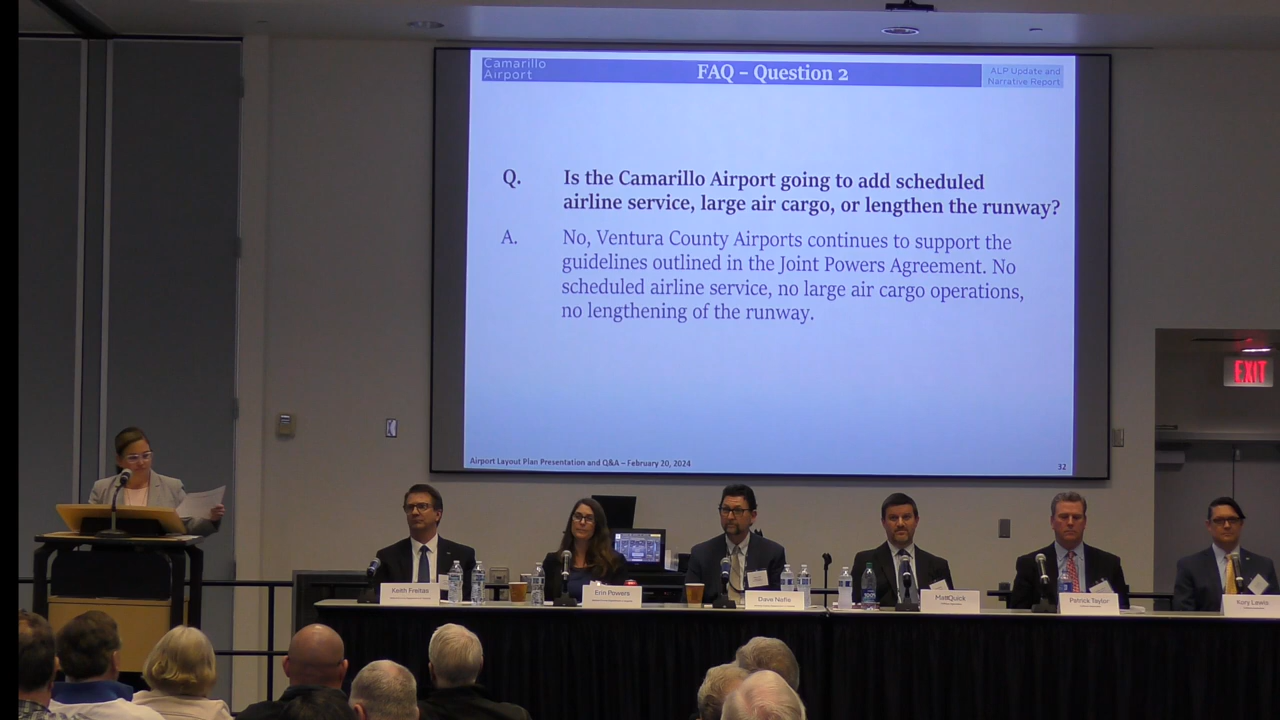 Camarillo
Airport
FAQ – Question 2
ALP Update and
Narrative Report
Q. Is the Camarillo Airport going to add scheduled
airline service, large air cargo, or lengthen the runway?
A. No, Ventura County Airports continues to support the
guidelines outlined in the Joint Powers Agreement. No
scheduled airline service, no large air cargo operations,
no lengthening of the runway.
Airport Layout Plan Presentation and Q&A – February 20, 2024
32
EXIT
Keith Freitas
Erin Powers
Dave Nafie
Matt Quick
Patrick Taylor
Kory Lewis